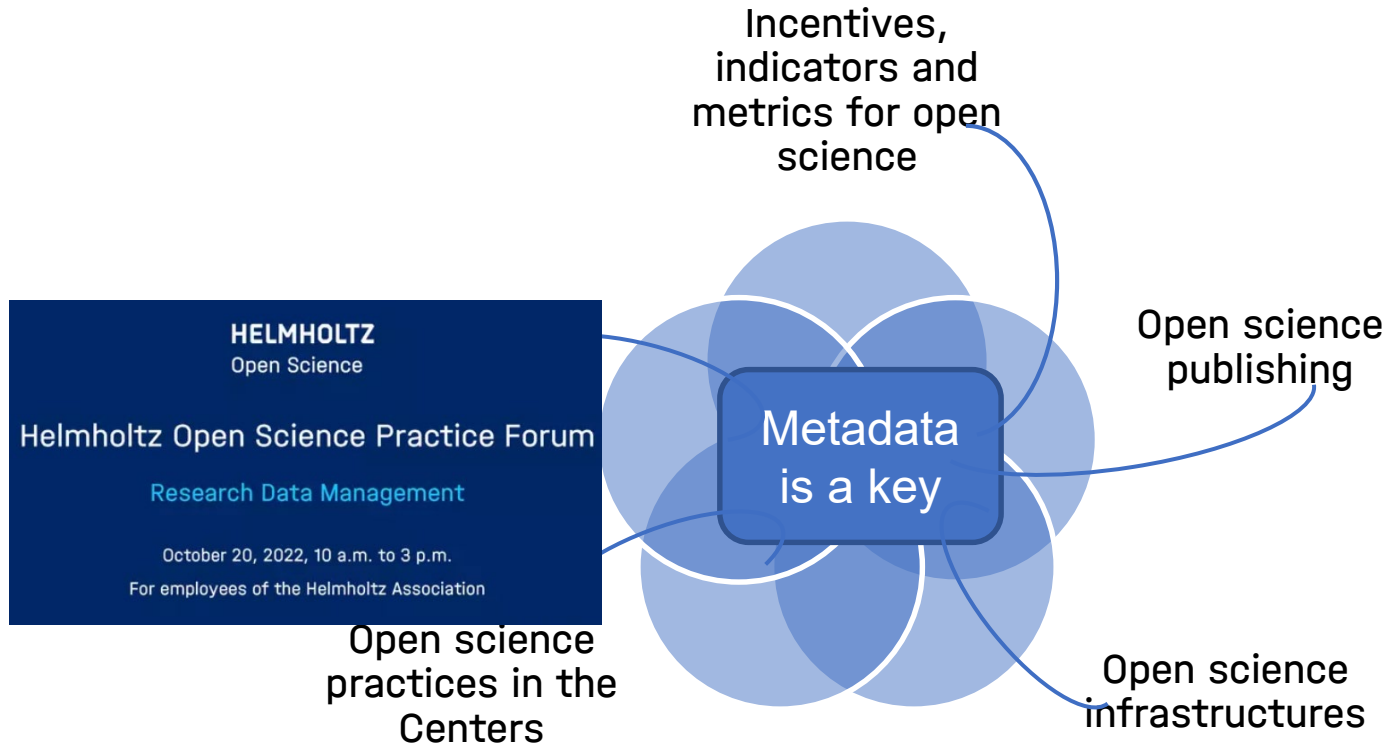 Incentives,
indicators and
metrics for open
science
HELMHOLTZ
Open Science
Helmholtz Open Science Practice Forum
Research Data Management
October 20, 2022, 10 a.m. to 3 p.m.
For employees of the Helmholtz Association
Metadata
is a key
Open science
publishing
Open science
practices in the
Centers
Open science
infrastructures